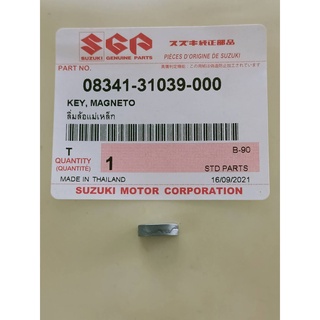 SGP
SUZUKI
GENUINE PARTS
スズキ純正部品
PIÈCES D'ORIGINE DE SUZUKI
PART NO.
08341-31039-000
KEY, MAGNETO
ลิ่มล้อแม่เหล็ก
T
B-90
QUANTITY
(QUANTITÉ)
1
STD PARTS
MADE IN THAILAND
16/09/2021
SUZUKI MOTOR CORPORATION